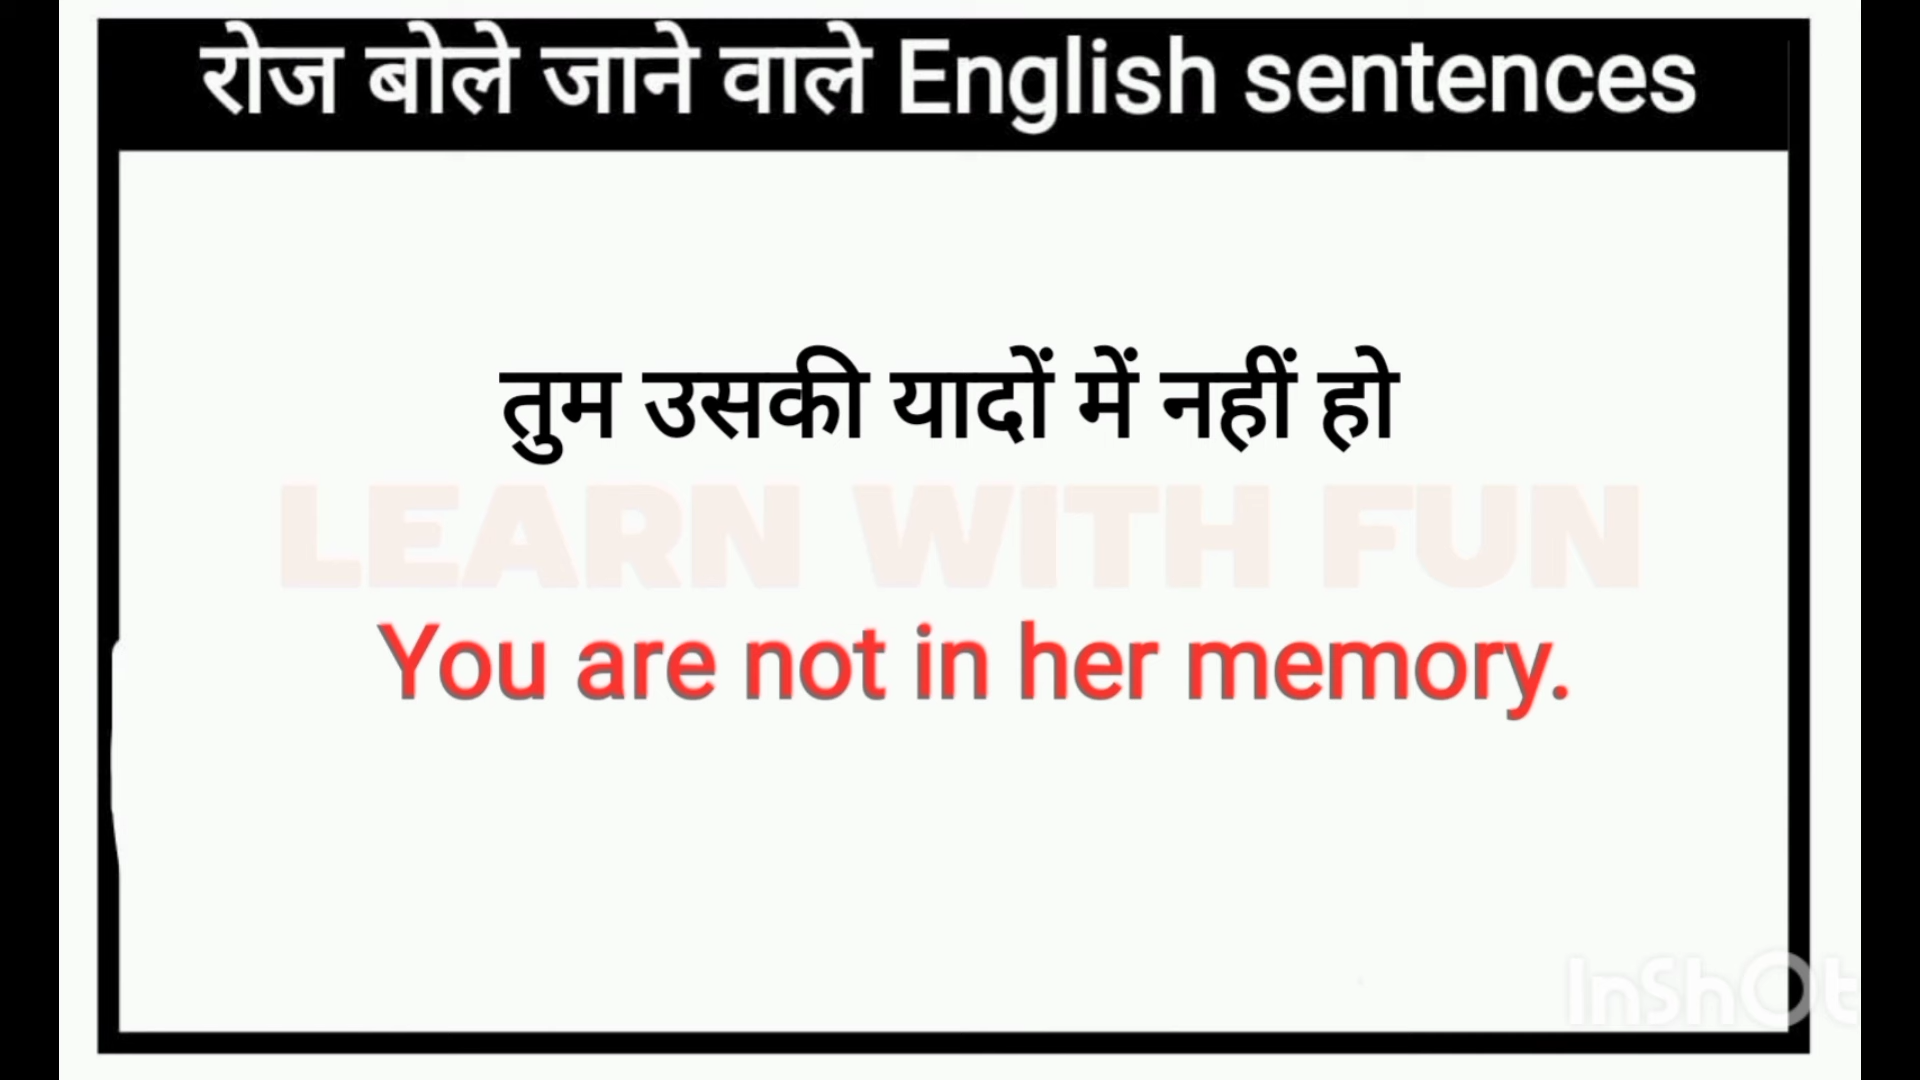 रोज बोले जाने वाले English sentences
तुम उसकी यादों में नहीं हो
LEARN WITH FUN
You are not in her memory.
InShOt